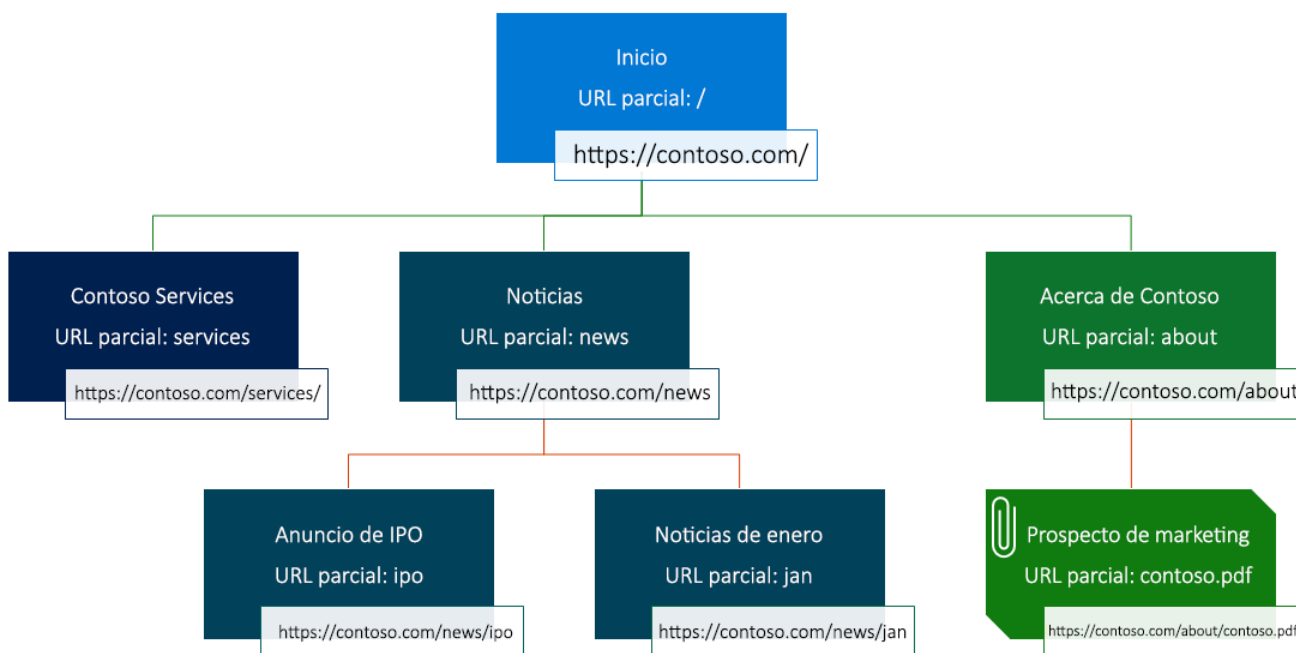 Inicio
URL parcial: /
https://contoso.com/
Contoso Services
URL parcial: services
https://contoso.com/services/
Noticias
URL parcial: news
https://contoso.com/news
Acerca de Contoso
URL parcial: about
https://contoso.com/about
Anuncio de IPO
URL parcial: ipo
https://contoso.com/news/ipo
Noticias de enero
URL parcial: jan
https://contoso.com/news/jan
Prospecto de marketing
URL parcial: contoso.pdf
https://contoso.com/about/contoso.pdf